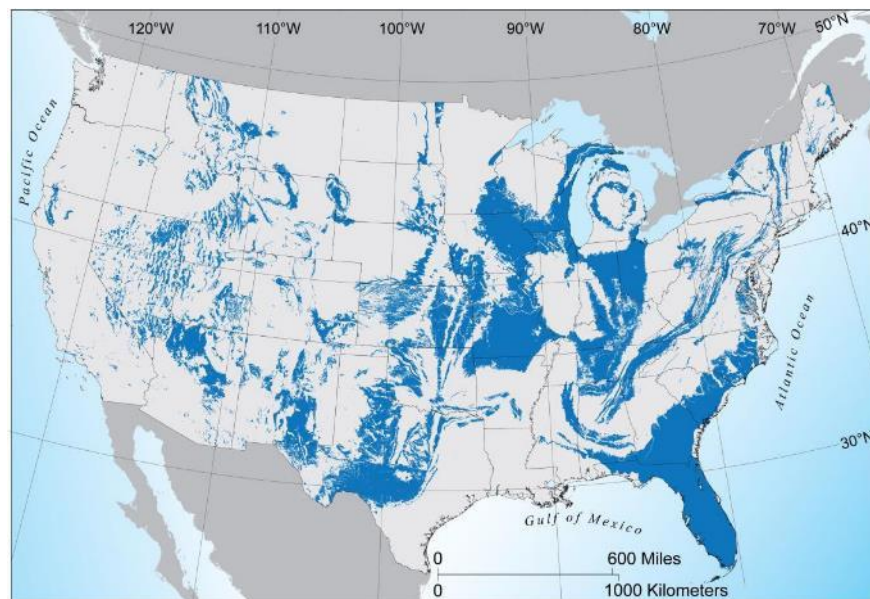 120°W
110°W
100°W
90°W
80°W
70°W
50°N
Pacific Ocean
40°N
Atlantic Ocean
30°N
Gulf of Mexico
0 600 Miles
0 1000 Kilometers